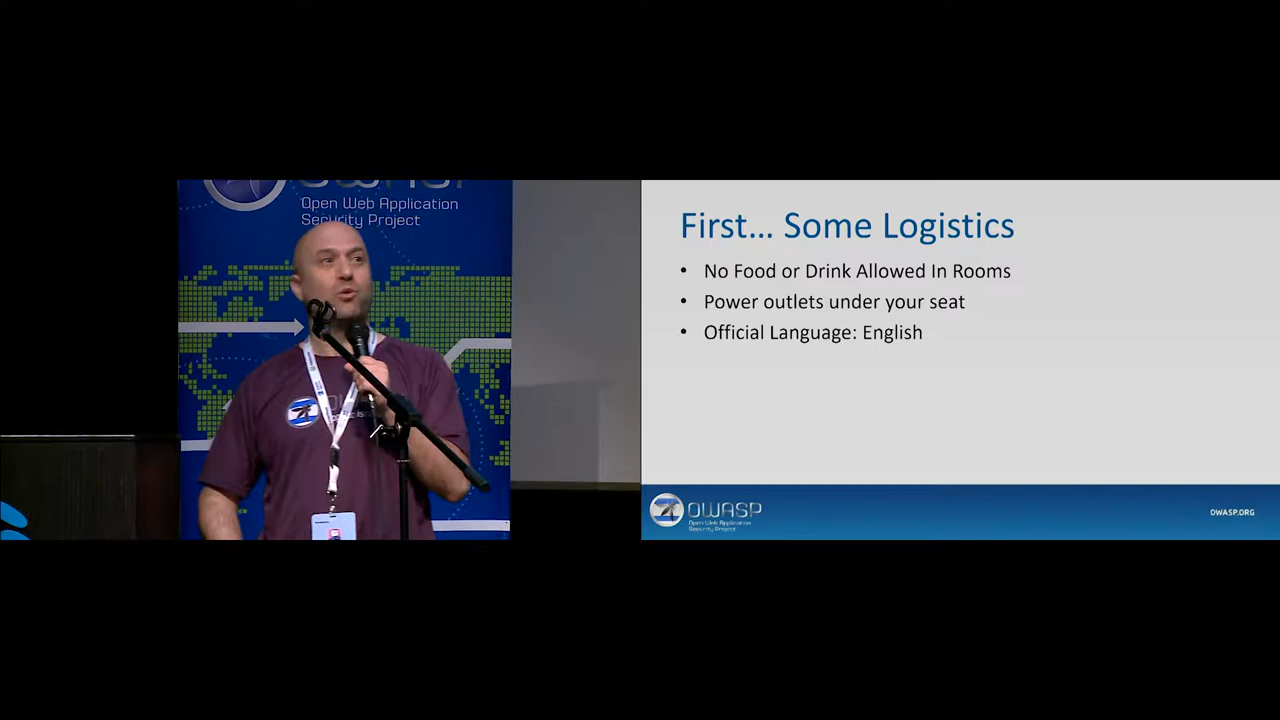 Open Web Application
Security Project
First... Some Logistics
• No Food or Drink Allowed In Rooms
• Power outlets under your seat
• Official Language: English
OWASP
Open Web Application
Security Project
OWASP.ORG